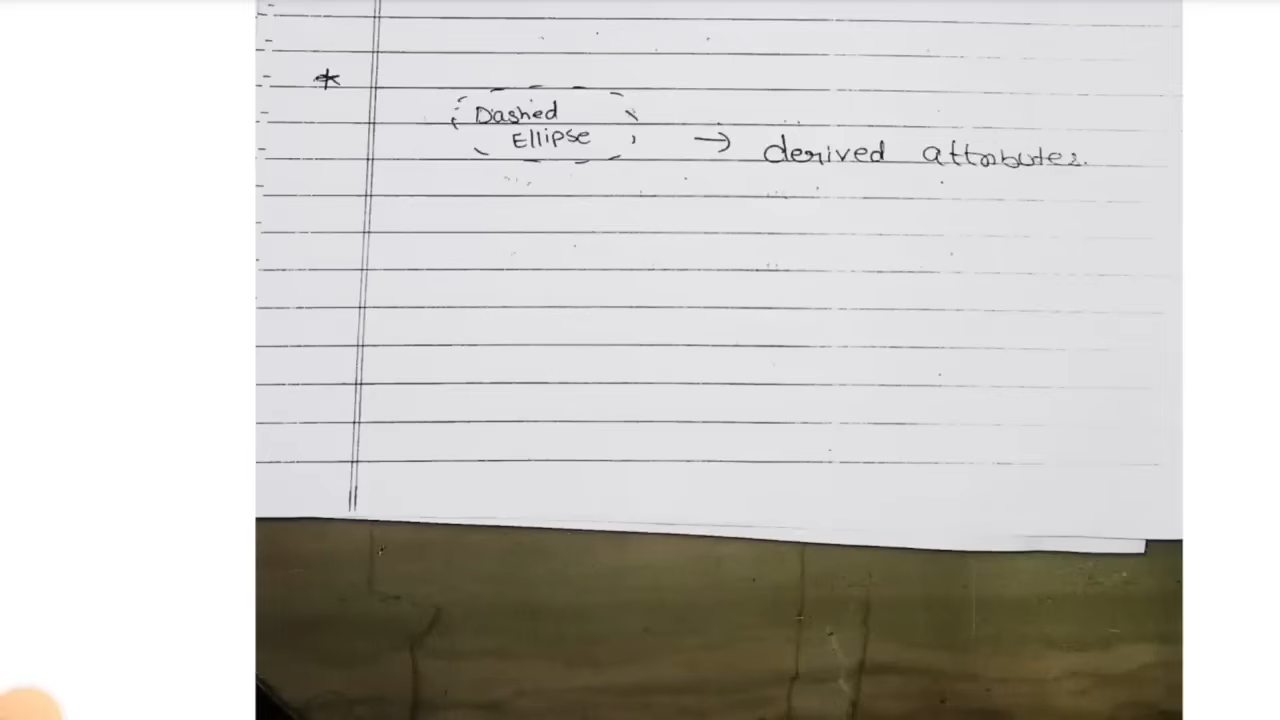 *
Dashed
Ellipse → derived attributes.